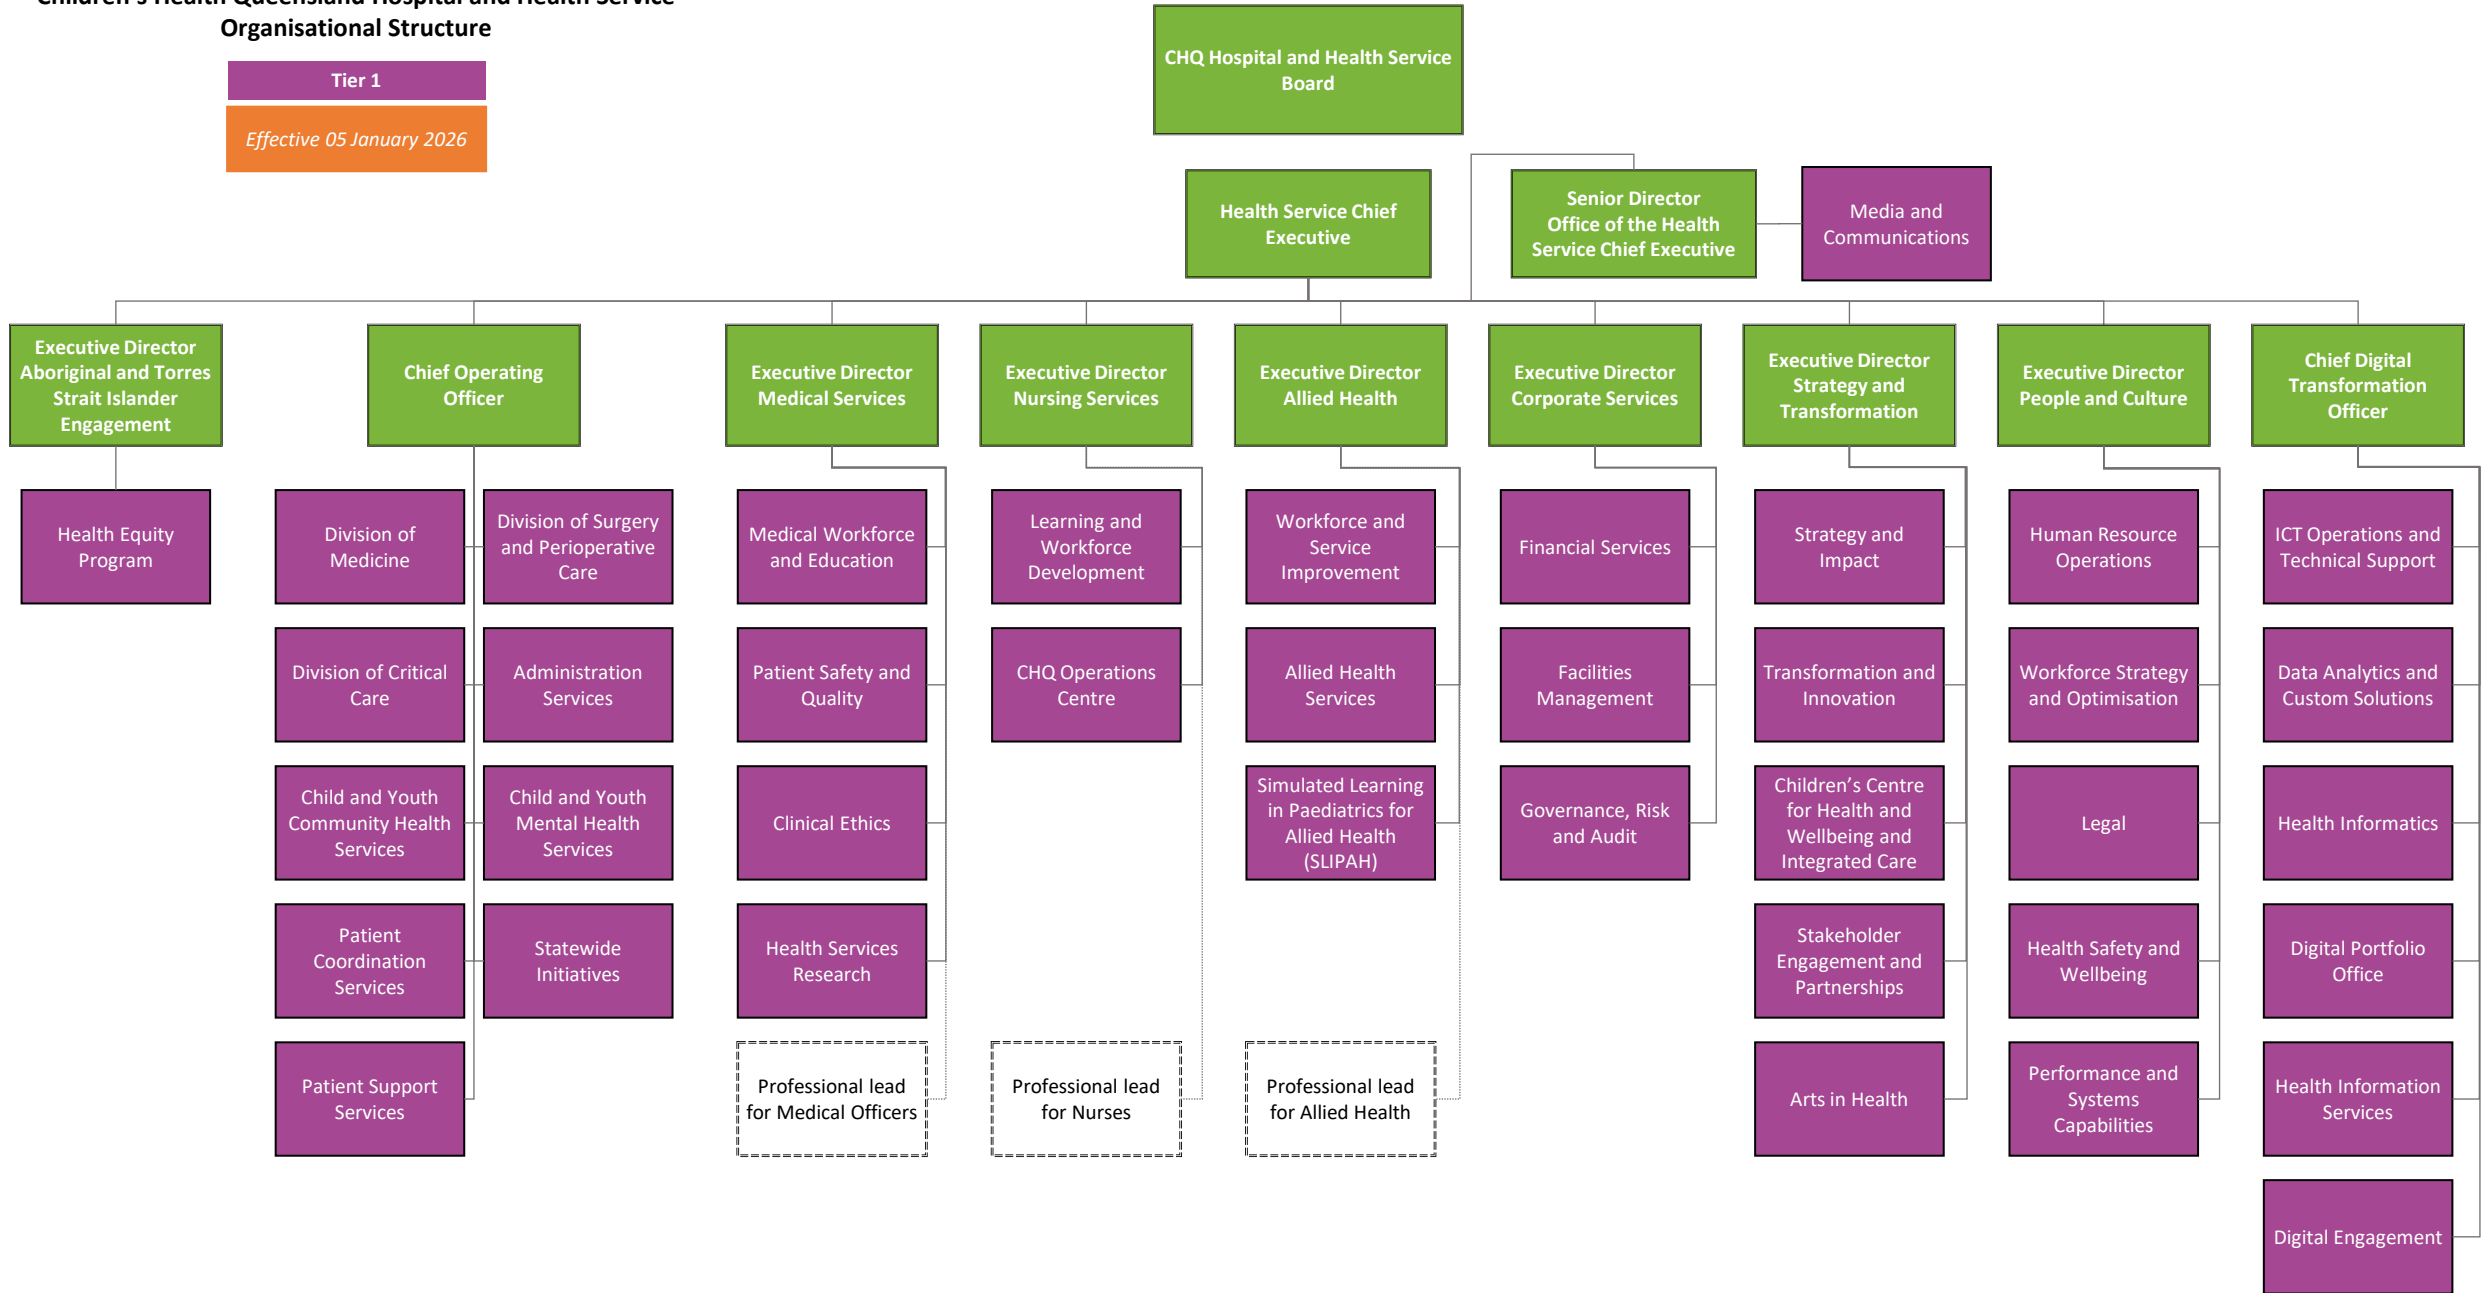 Children's Health Queensland Hospital and Health Service
Organisational Structure
Tier 1
Effective 05 January 2026
CHQ Hospital and Health Service
Board
Health Service Chief
Executive
Senior Director
Office of the Health
Service Chief Executive
Media and
Communications
Executive Director
Aboriginal and Torres
Strait Islander
Engagement
Chief Operating
Officer
Executive Director
Medical Services
Executive Director
Nursing Services
Executive Director
Allied Health
Executive Director
Corporate Services
Executive Director
Strategy and
Transformation
Executive Director
People and Culture
Chief Digital
Transformation
Officer
Health Equity
Program
Division of
Medicine
Division of Surgery
and Perioperative
Care
Division of Critical
Care
Administration
Services
Child and Youth
Community Health
Services
Child and Youth
Mental Health
Services
Patient
Coordination
Services
Statewide
Initiatives
Patient Support
Services
Medical Workforce
and Education
Patient Safety and
Quality
Clinical Ethics
Health Services
Research
Professional lead
for Medical Officers
Learning and
Workforce
Development
CHQ Operations
Centre
Professional lead
for Nurses
Workforce and
Service
Improvement
Allied Health
Services
Simulated Learning
in Paediatrics for
Allied Health
(SLIPAH)
Professional lead
for Allied Health
Financial Services
Facilities
Management
Governance, Risk
and Audit
Strategy and
Impact
Transformation and
Innovation
Children’s Centre
for Health and
Wellbeing and
Integrated Care
Stakeholder
Engagement and
Partnerships
Arts in Health
Human Resource
Operations
Workforce Strategy
and Optimisation
Legal
Health Safety and
Wellbeing
Performance and
Systems
Capabilities
ICT Operations and
Technical Support
Data Analytics and
Custom Solutions
Health Informatics
Digital Portfolio
Office
Health Information
Services
Digital Engagement